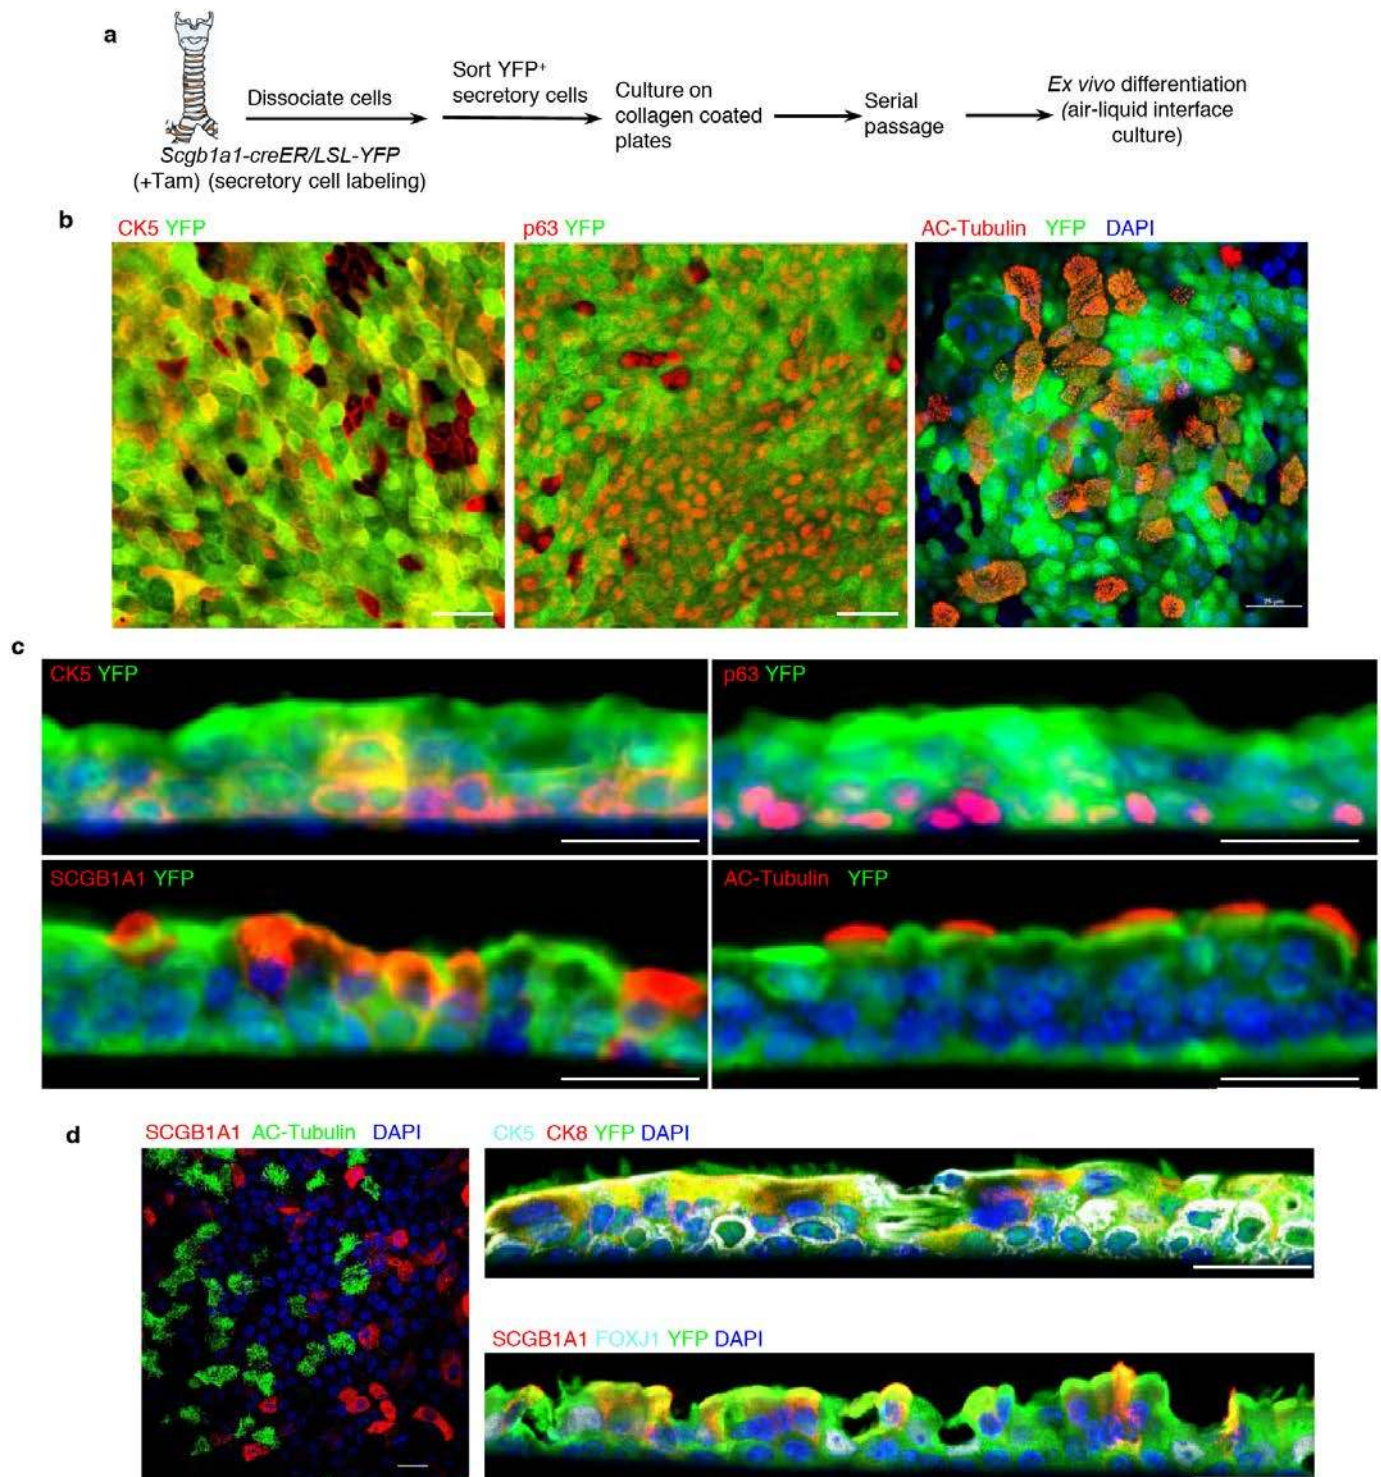 a
Dissociate cells
Sort YFP+
secretory cells
Culture on
collagen coated
plates
Serial
passage
Ex vivo differentiation
(air-liquid interface
culture)
Scgb1a1-creER/LSL-YFP
(+Tam) (secretory cell labeling)
b
CK5 YFP
p63 YFP
AC-Tubulin YFP DAPI
c
CK5 YFP
p63 YFP
SCGB1A1 YFP
AC-Tubulin YFP
d
SCGB1A1 AC-Tubulin DAPI
CK5 CK8 YFP DAPI
SCGB1A1 FOXJ1 YFP DAPI